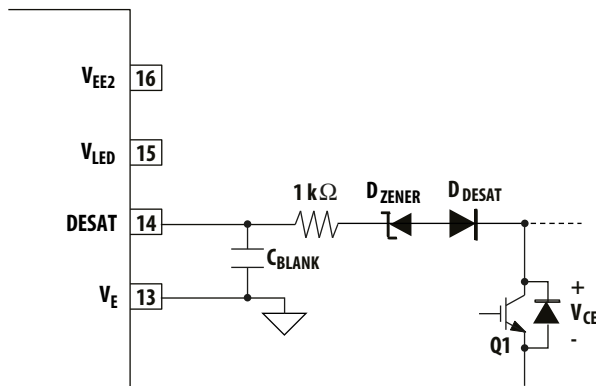 VEE2 16
VLED 15
1 kΩ DZENER DDESAT
DESAT 14
CBLANK
VE 13
+
VCE
-
Q1